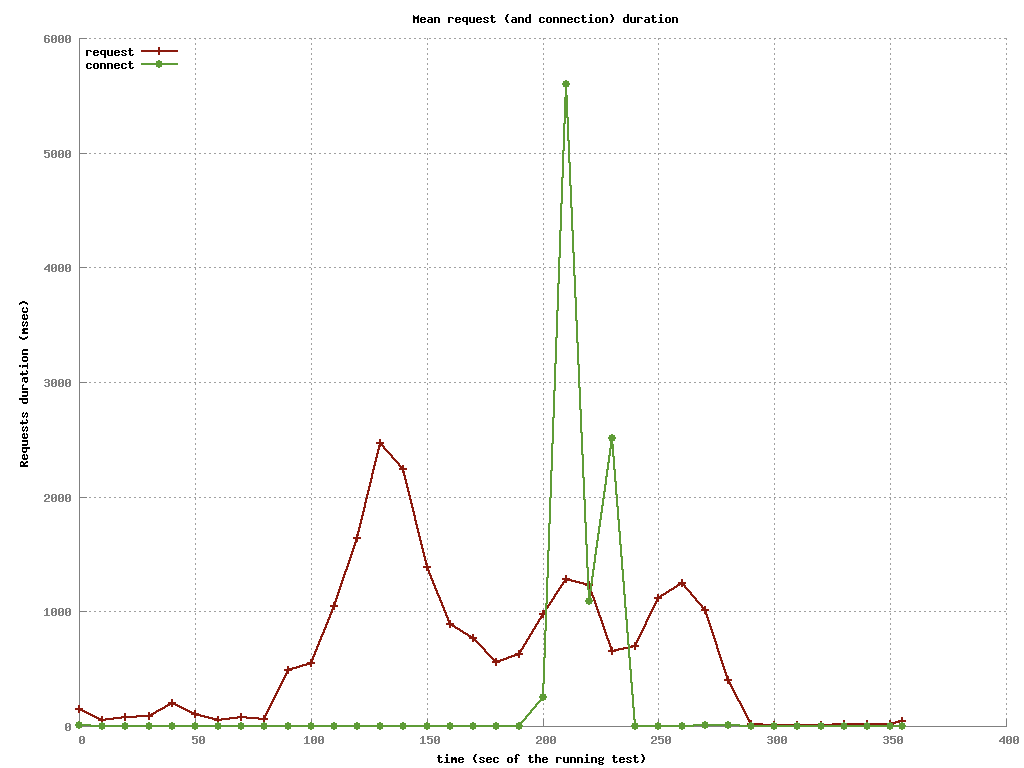 Mean request (and connection) duration
6000
request
connect
5000
4000
3000
2000
1000
0
Requests duration (msec)
0 50 100 150 200 250 300 350 400
time (sec of the running test)